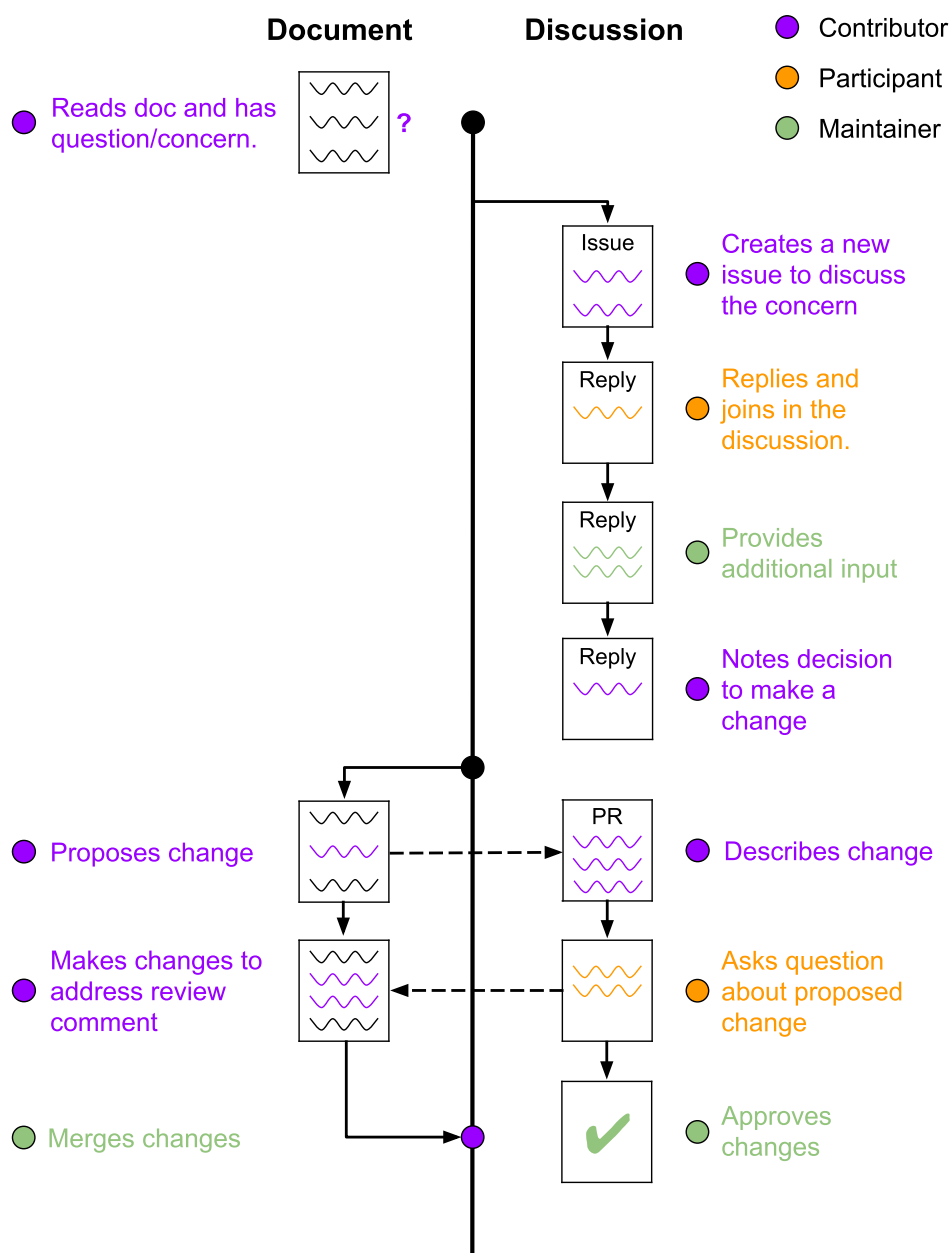 Document
Discussion
Contributor
Participant
Maintainer
Reads doc and has
question/concern.
?
Issue
Creates a new
issue to discuss
the concern
Reply
Replies and
joins in the
discussion.
Reply
Provides
additional input
Reply
Notes decision
to make a
change
Proposes change
PR
Describes change
Makes changes to
address review
comment
Asks question
about proposed
change
Merges changes
Approves
changes